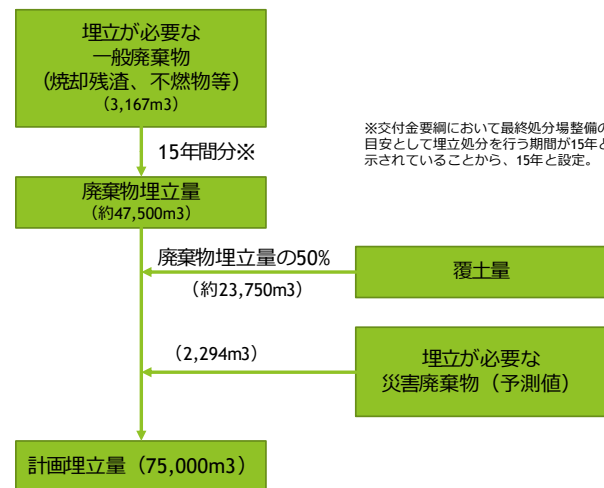 埋立が必要な
一般廃棄物
（焼却残渣、不燃物等）
（3,167m3）
15年間分※
※交付金要綱において最終処分場整備の
目安として埋立処分を行う期間が15年と
示されていることから、15年と設定。
廃棄物埋立量
（約47,500m3）
廃棄物埋立量の50%
（約23,750m3）
覆土量
（2,294m3）
埋立が必要な
災害廃棄物（予測値）
計画埋立量（75,000m3）